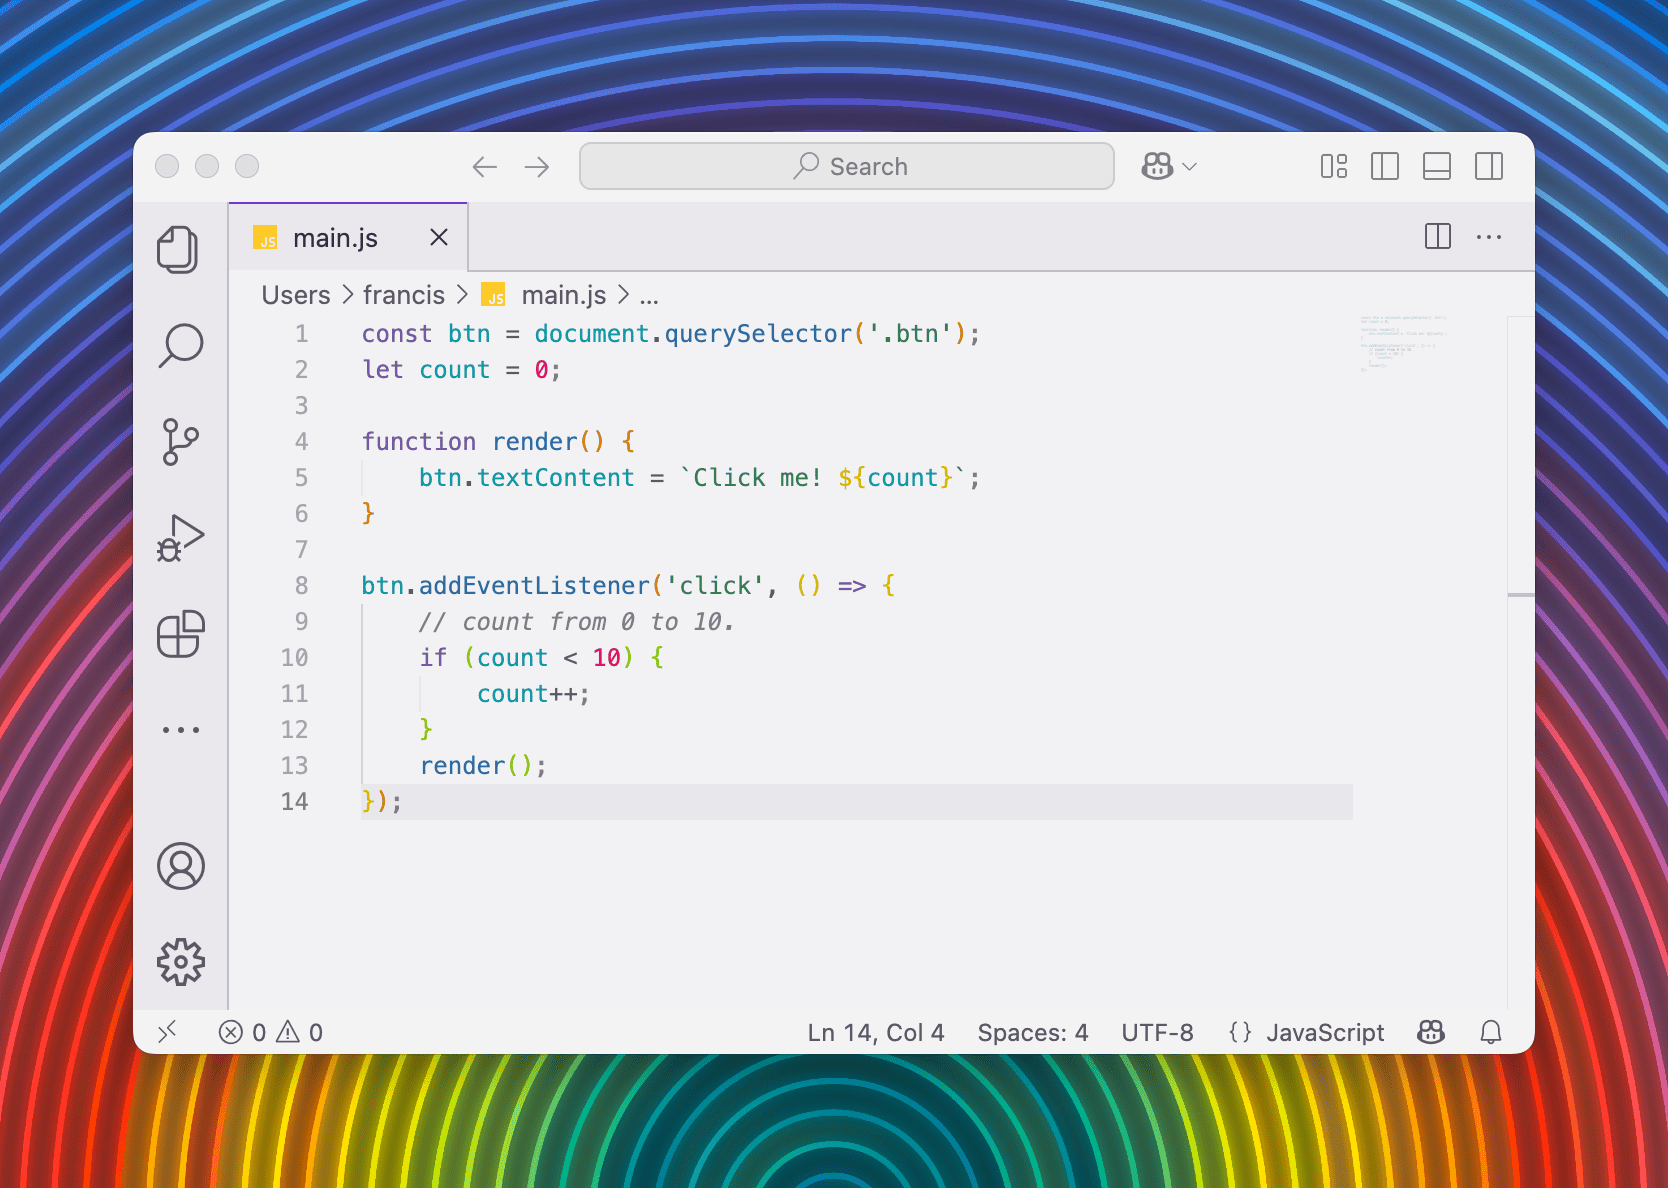 Search
JS main.js
Users > francis > JS main.js > ...
1 const btn = document.querySelector('.btn');
2 let count = 0;
3
4 function render() {
5     btn.textContent = `Click me! ${count}`;
6 }
7
8 btn.addEventListener('click', () => {
9     // count from 0 to 10.
10     if (count < 10) {
11         count++;
12     }
13     render();
14 });
0 0 Ln 14, Col 4 Spaces: 4 UTF-8 {} JavaScript